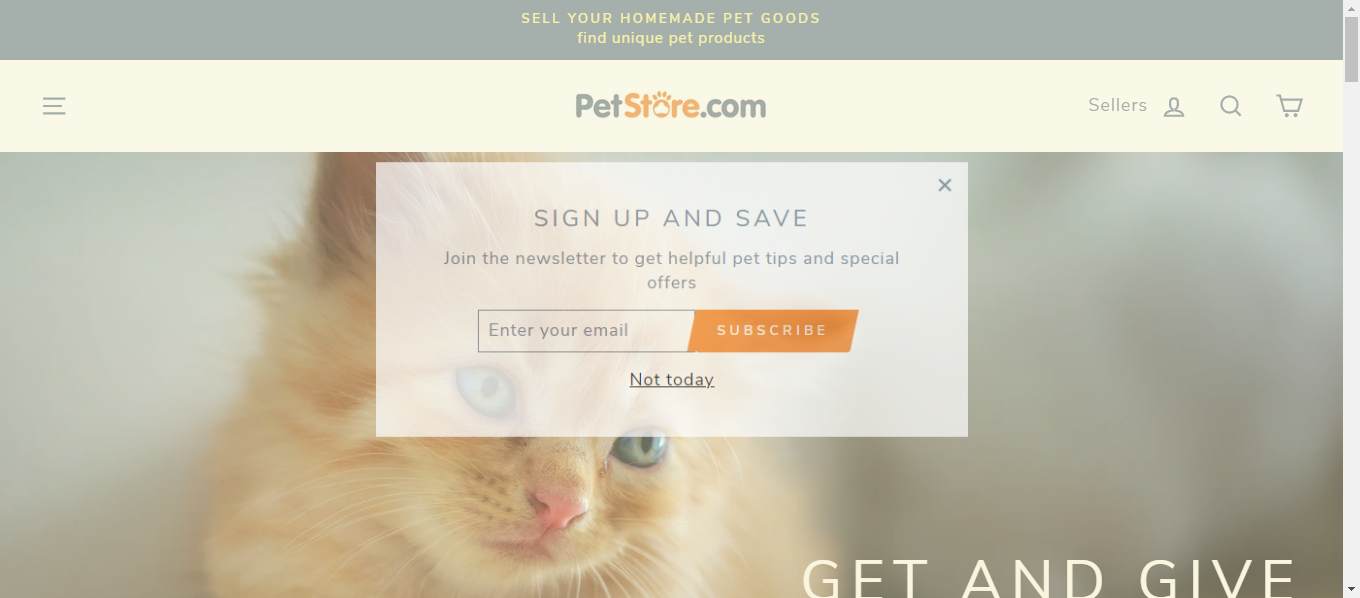 SELL YOUR HOMEMADE PET GOODS
find unique pet products
PetStore.com
Sellers
SIGN UP AND SAVE
Join the newsletter to get helpful pet tips and special
offers
Enter your email
SUBSCRIBE
Not today
GET AND GIVE